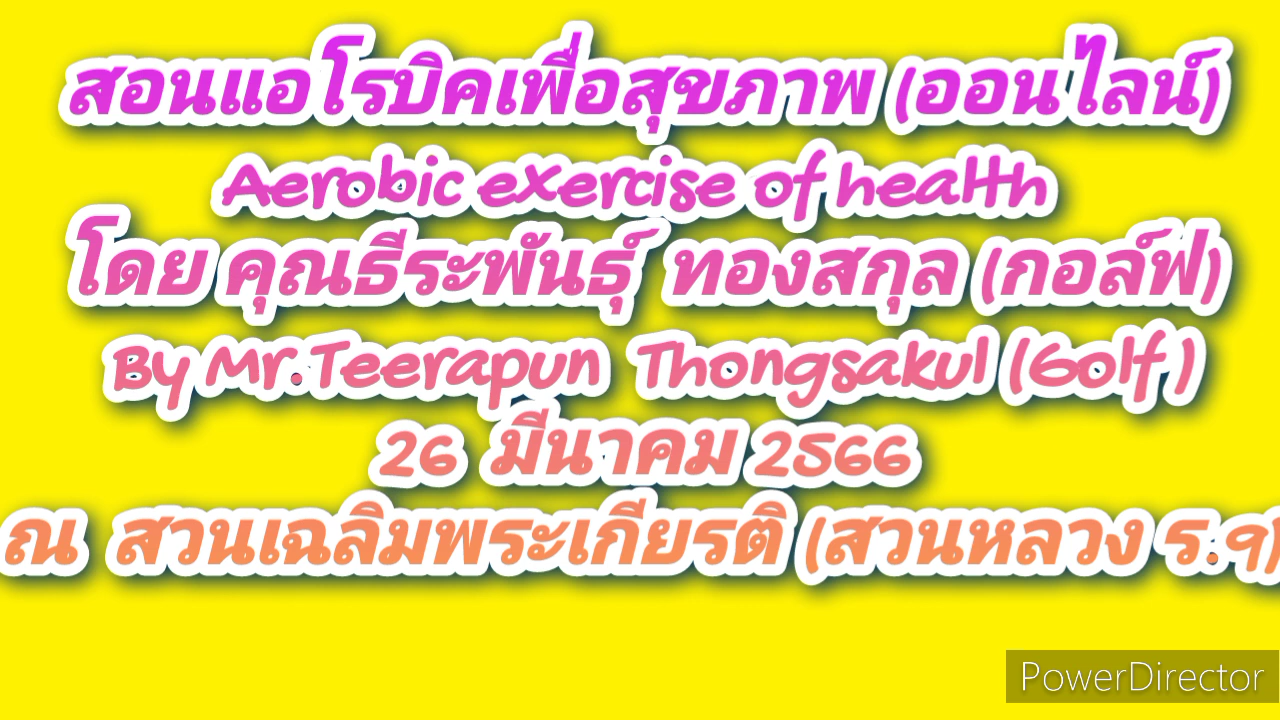 สอนแอโรบิคเพื่อสุขภาพ (ออนไลน์)
Aerobic exercise of health
โดย คุณธีระพันธุ์ ทองสกุล (กอล์ฟ)
By Mr.Teerapun Thongsakul (Golf )
26 มีนาคม 2566
ณ สวนเฉลิมพระเกียรติ (สวนหลวง ร.9)
PowerDirector